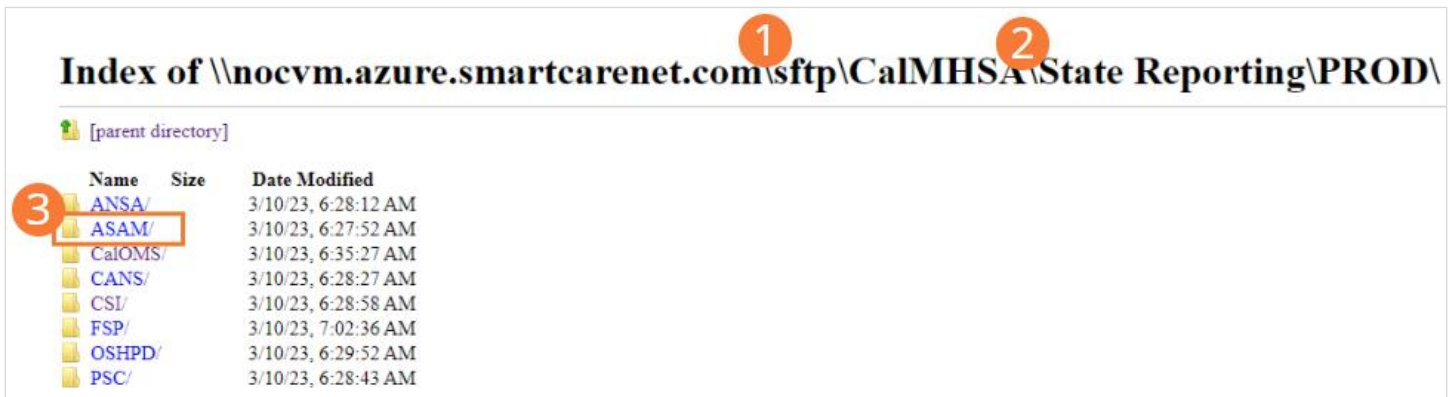 1 2
Index of \\nocvm.azure.smartcarenet.com\sftp\CalMHSA\State Reporting\PROD\
[parent directory]
Name Size Date Modified
3
ANSA/ 3/10/23, 6:28:12 AM
ASAM/ 3/10/23, 6:27:52 AM
CalOMS/ 3/10/23, 6:35:27 AM
CANS/ 3/10/23, 6:28:27 AM
CSI/ 3/10/23, 6:28:58 AM
FSP/ 3/10/23, 7:02:36 AM
OSHPD/ 3/10/23, 6:29:52 AM
PSC/ 3/10/23, 6:28:43 AM